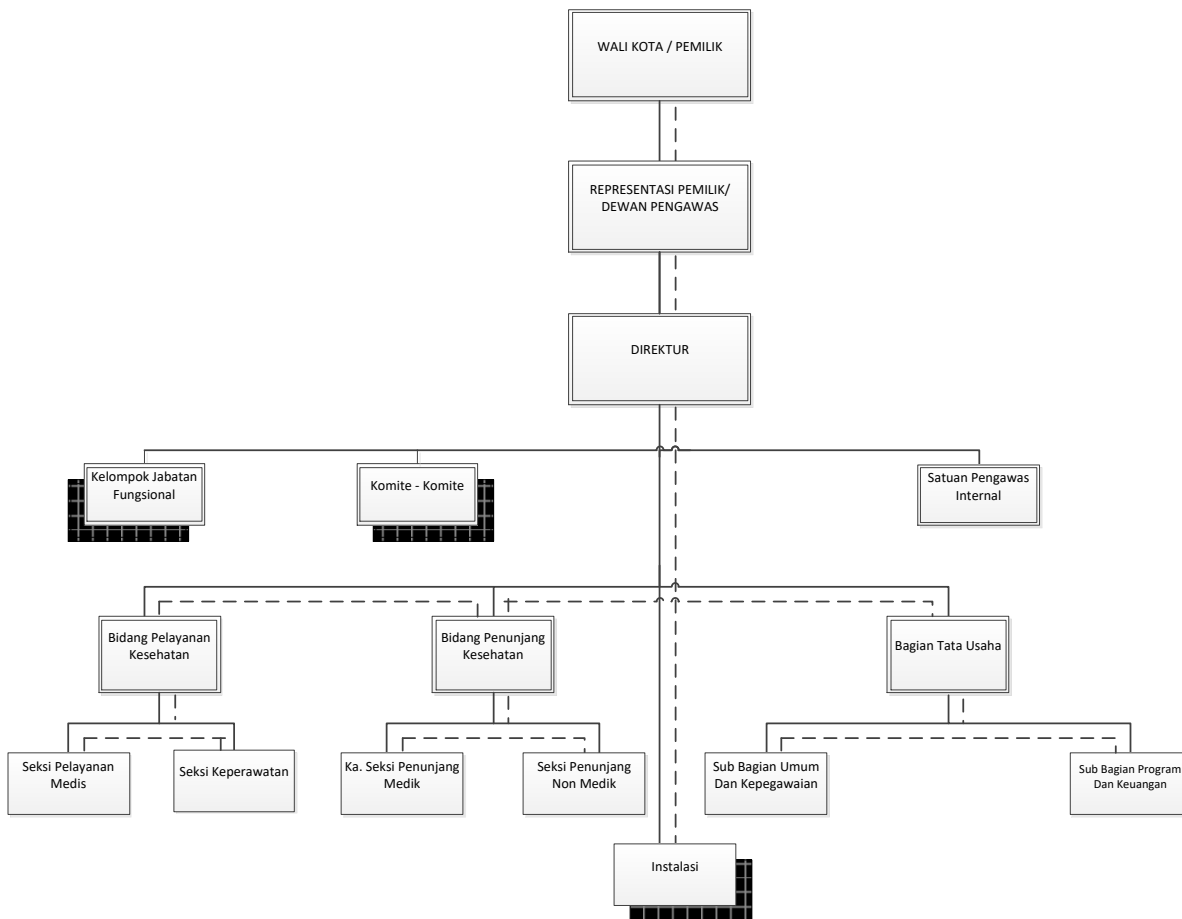 WALI KOTA / PEMILIK
REPRESENTASI PEMILIK/
DEWAN PENGAWAS
DIREKTUR
Kelompok Jabatan
Fungsional
Komite - Komite
Satuan Pengawas
Internal
Bidang Pelayanan
Kesehatan
Bidang Penunjang
Kesehatan
Bagian Tata Usaha
Seksi Pelayanan
Medis
Seksi Keperawatan
Ka. Seksi Penunjang
Medik
Seksi Penunjang
Non Medik
Sub Bagian Umum
Dan Kepegawaian
Sub Bagian Program
Dan Keuangan
Instalasi